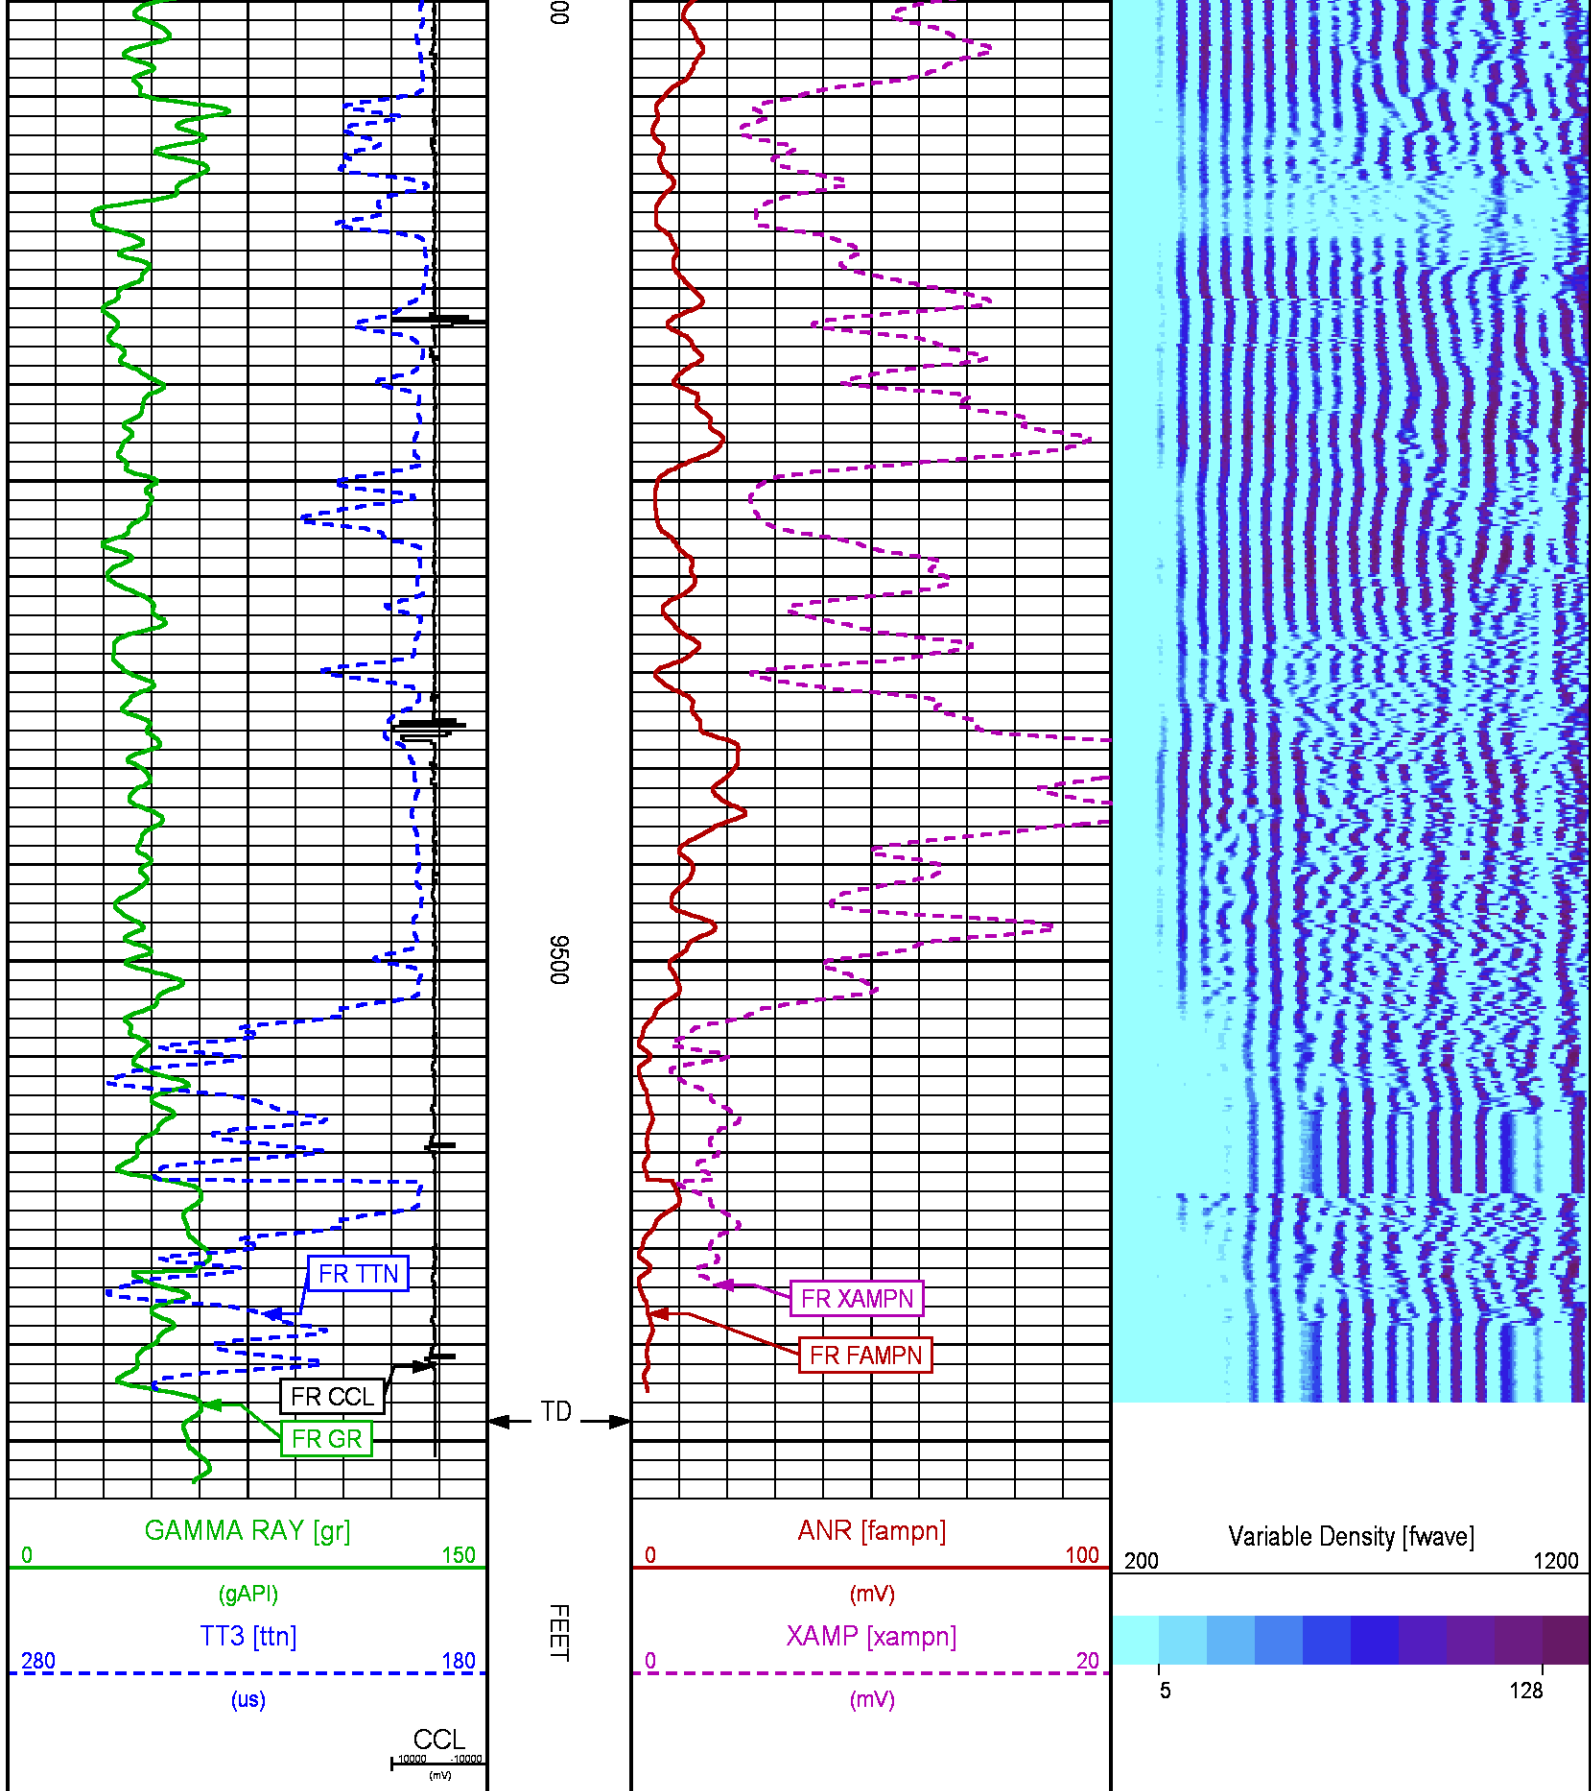 00
9500
FR TTN
FR XAMPN
FR FAMPN
FR CCL
TD
FR GR
GAMMA RAY [gr]
0 150
(gAPI)
TT3 [ttn]
280 180
(us)
CCL
10000 -10000
(mV)
FEET
ANR [fampn]
0 100
(mV)
XAMP [xampn]
0 20
(mV)
Variable Density [fwave]
200 1200
5 128